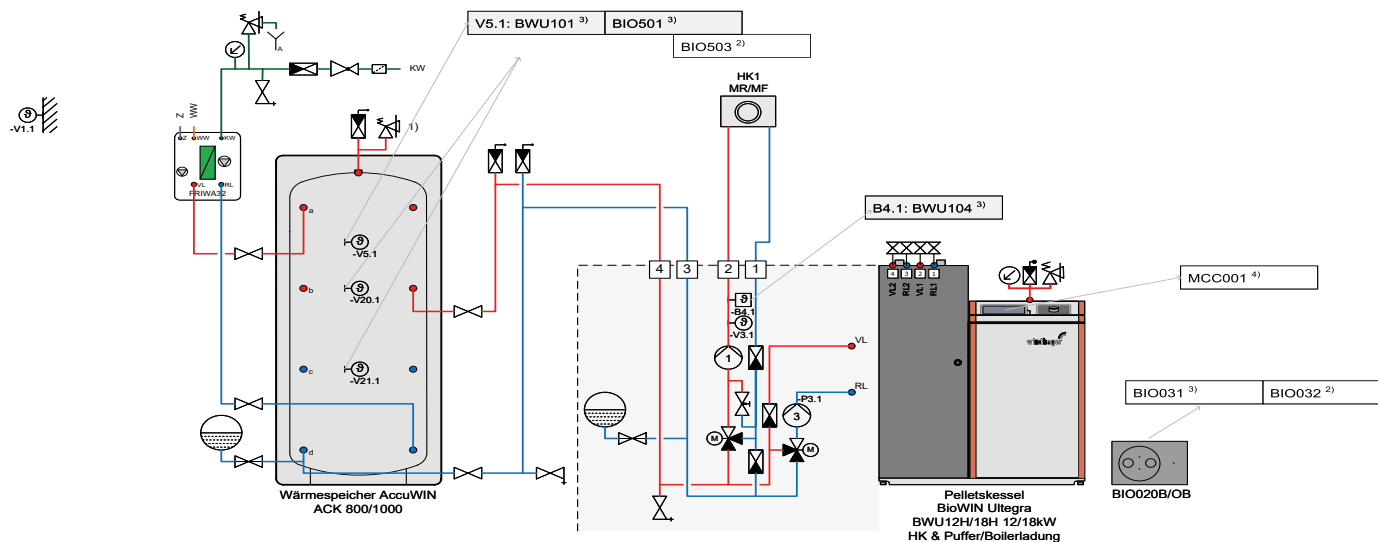 V5.1: BWU101 3) BIO501 3)
BIO503 2)
A
KW
-V1.1
Z WW
Z WW KW
VL RL
FRIWA32
1)
HK1
MR/MF
B4.1: BWU104 3)
a
-V5.1
b
-V20.1
c
-V21.1
d
4 3 2 1
-B4.1
-V3.1
1
VL
RL
-P3.1
3
M M
4 3 2 1
VL2 RL2 VL1 RL1
MCC001 4)
windhager
BIO031 3) BIO032 2)
BIO020B/OB
Wärmespeicher AccuWIN
ACK 800/1000
Pelletskessel
BioWIN Ultegra
BWU12H/18H 12/18kW
HK & Puffer/Boilerladung